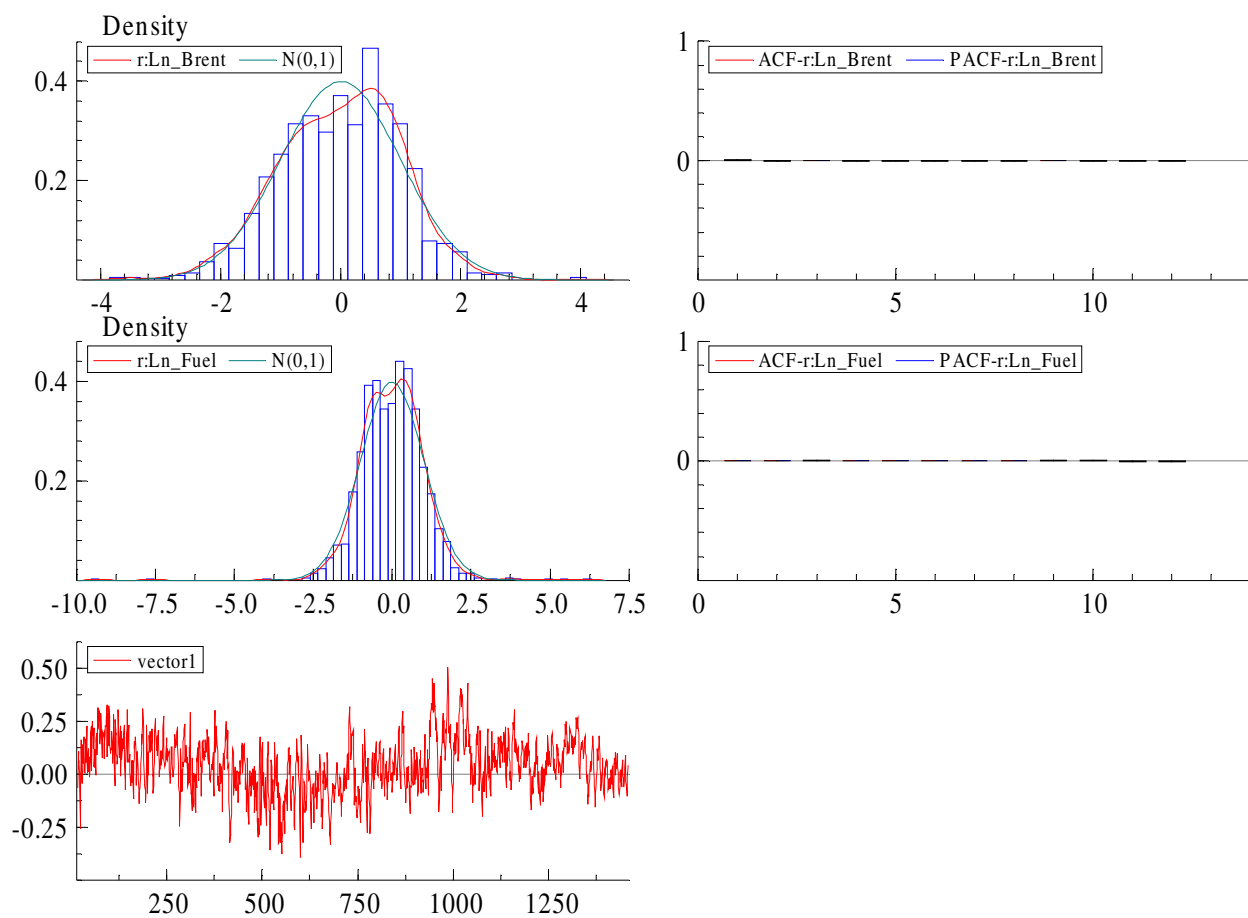 Density
r:Ln_Brent N(0,1)
0.4
0.2
-4 -2 0 2 4
1
ACF-r:Ln_Brent PACF-r:Ln_Brent
0
0 5 10
Density
r:Ln_Fuel N(0,1)
0.4
0.2
-10.0 -7.5 -5.0 -2.5 0.0 2.5 5.0 7.5
1
ACF-r:Ln_Fuel PACF-r:Ln_Fuel
0
0 5 10
vector1
0.50
0.25
0.00
-0.25
250 500 750 1000 1250